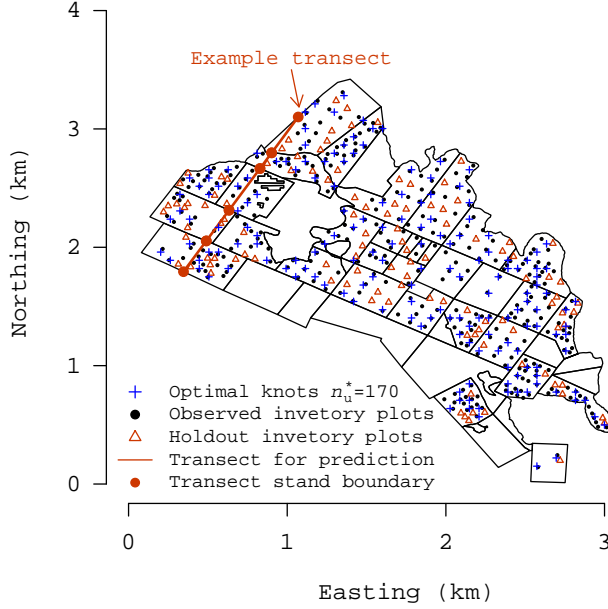 4
Example transect
3
Northing (km)
2
1
Optimal knots n*u=170
Observed invetory plots
Holdout invetory plots
Transect for prediction
Transect stand boundary
0
0 1 2 3
Easting (km)